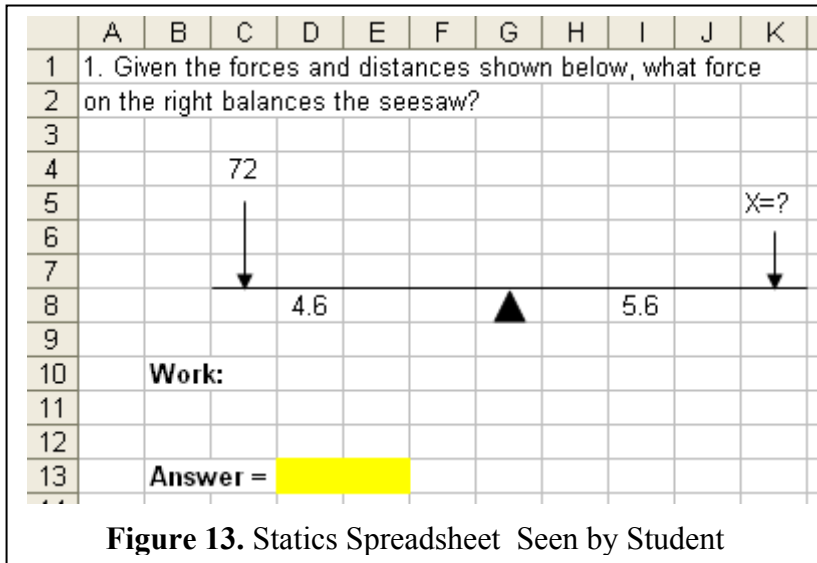 A B C D E F G H I J K
1 1. Given the forces and distances shown below, what force
2 on the right balances the seesaw?
3
4 72
5 X=?
6
7
8 4.6 5.6
9
10 Work:
11
12
13 Answer =
Figure 13. Statics Spreadsheet Seen by Student